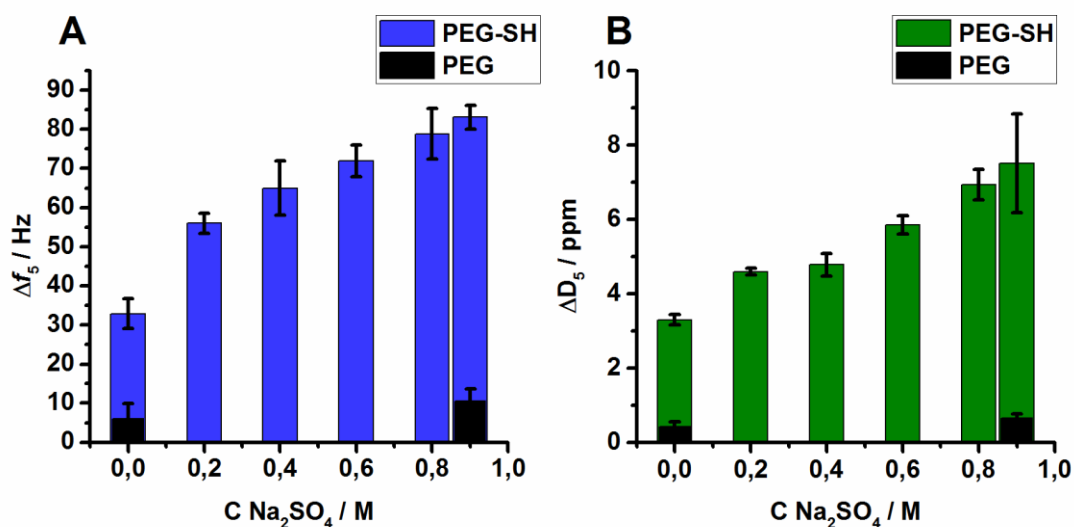 A
PEG-SH
PEG
Δf5 / Hz
90
80
70
60
50
40
30
20
10
0
0,0 0,2 0,4 0,6 0,8 1,0
C Na2SO4 / M
B
PEG-SH
PEG
ΔD5 / ppm
10
8
6
4
2
0
0,0 0,2 0,4 0,6 0,8 1,0
C Na2SO4 / M